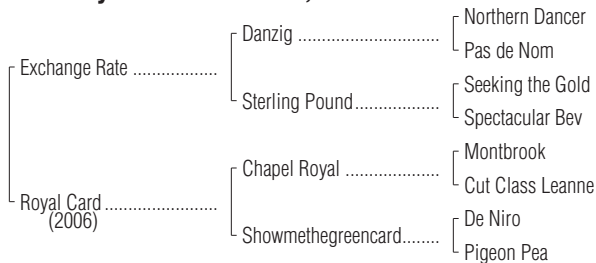 Northern Dancer
Danzig ................................
Pas de Nom
Exchange Rate ..................
Seeking the Gold
Sterling Pound...................
Spectacular Bev
Montbrook
Chapel Royal .....................
Cut Class Leanne
Royal Card .........................
(2006)
De Niro
Showmethegreencard........
Pigeon Pea